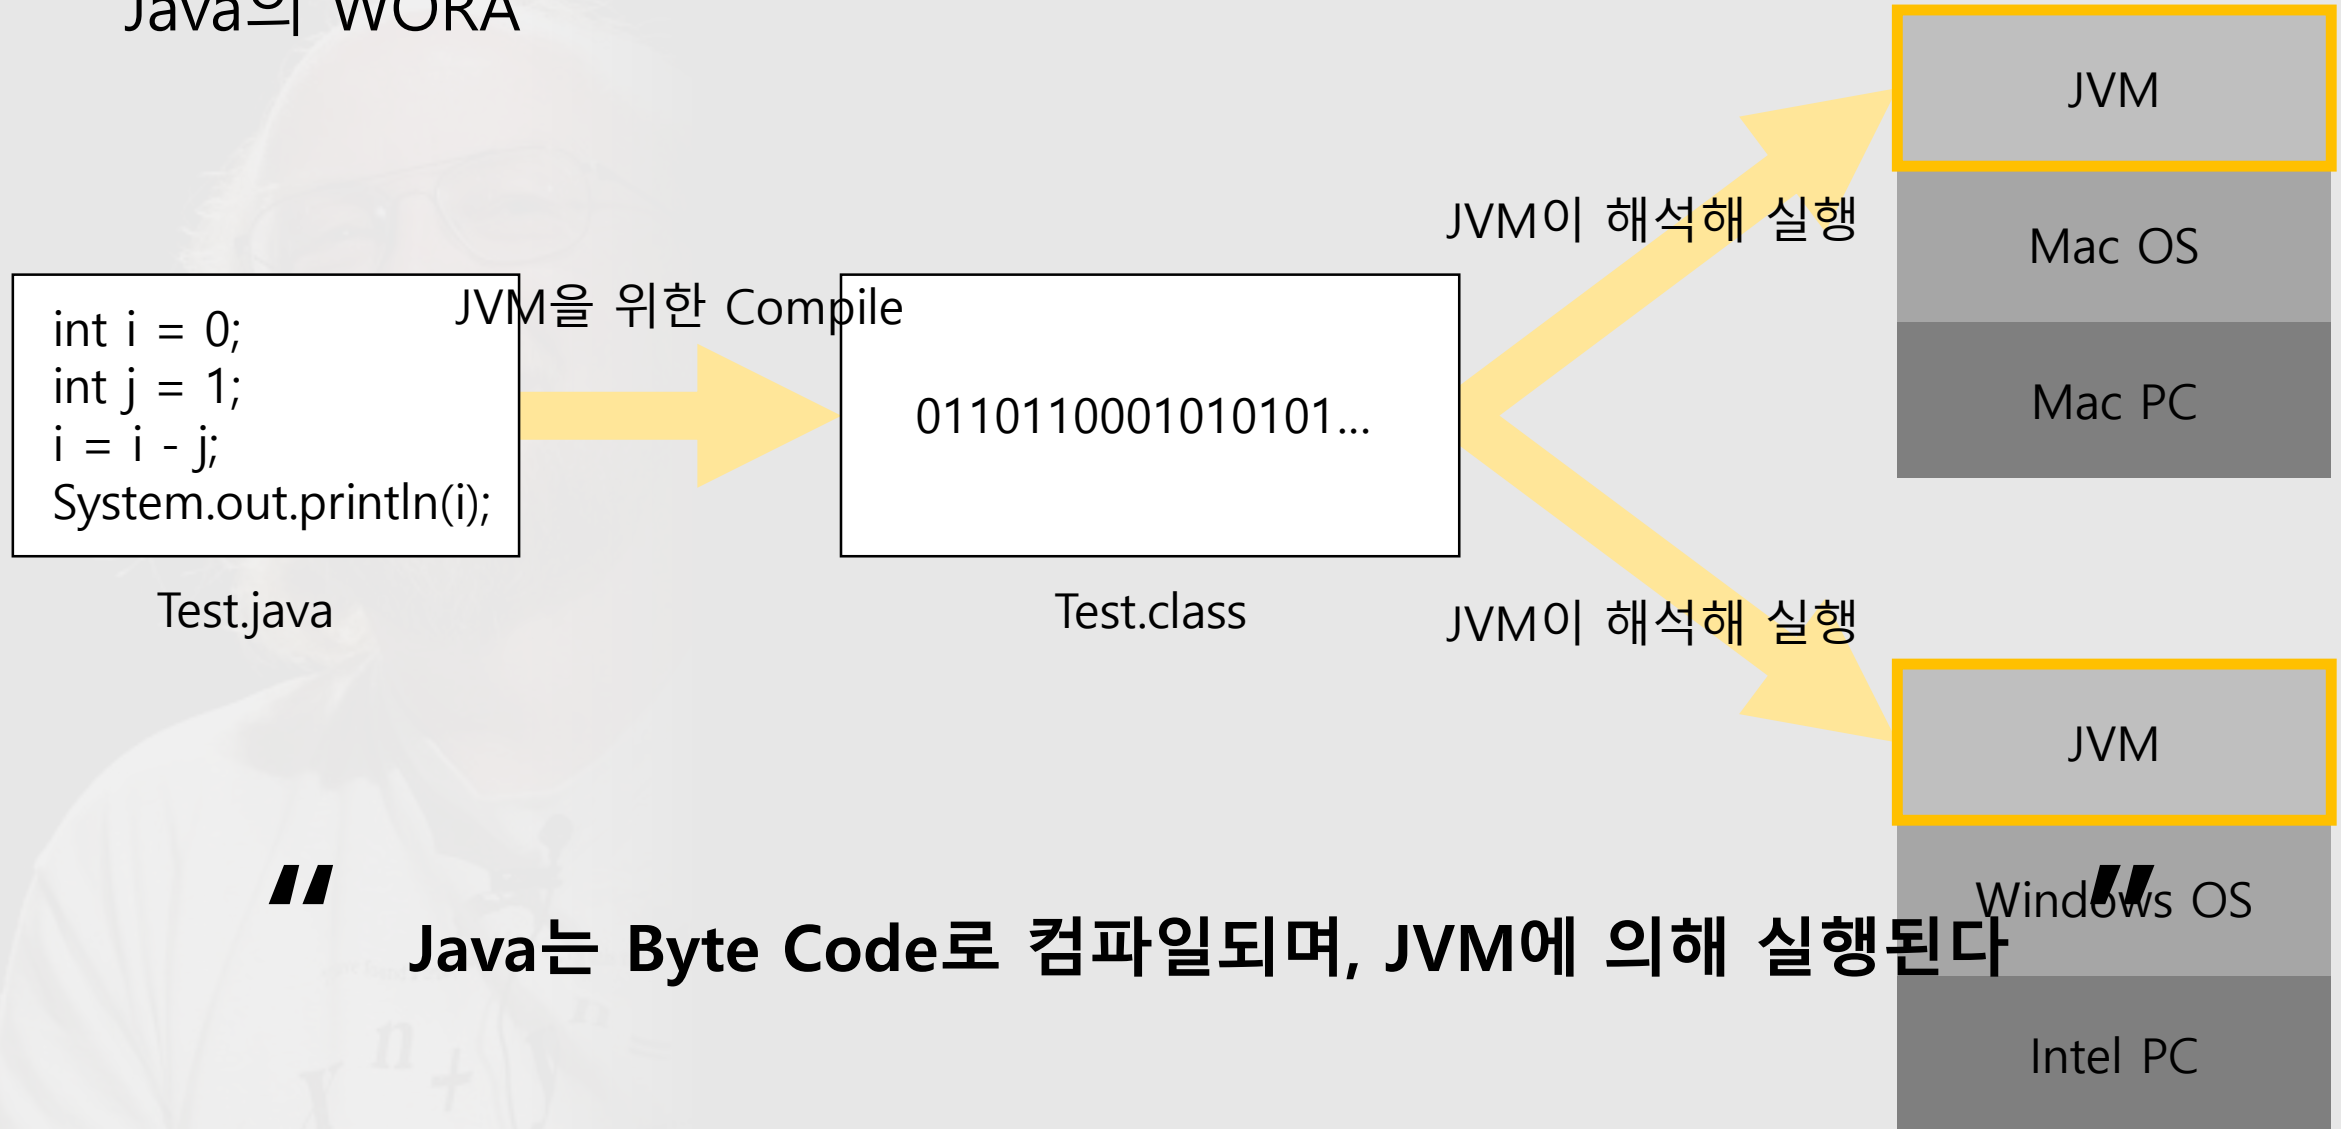 Java의 WORA
int i = 0;
int j = 1;
i = i - j;
System.out.println(i);
Test.java
JVM을 위한 Compile
0110110001010101...
Test.class
JVM이 해석해 실행
JVM
Mac OS
Mac PC
JVM이 해석해 실행
JVM
Windows OS
Intel PC
" Java는 Byte Code로 컴파일되며, JVM에 의해 실행된다 "